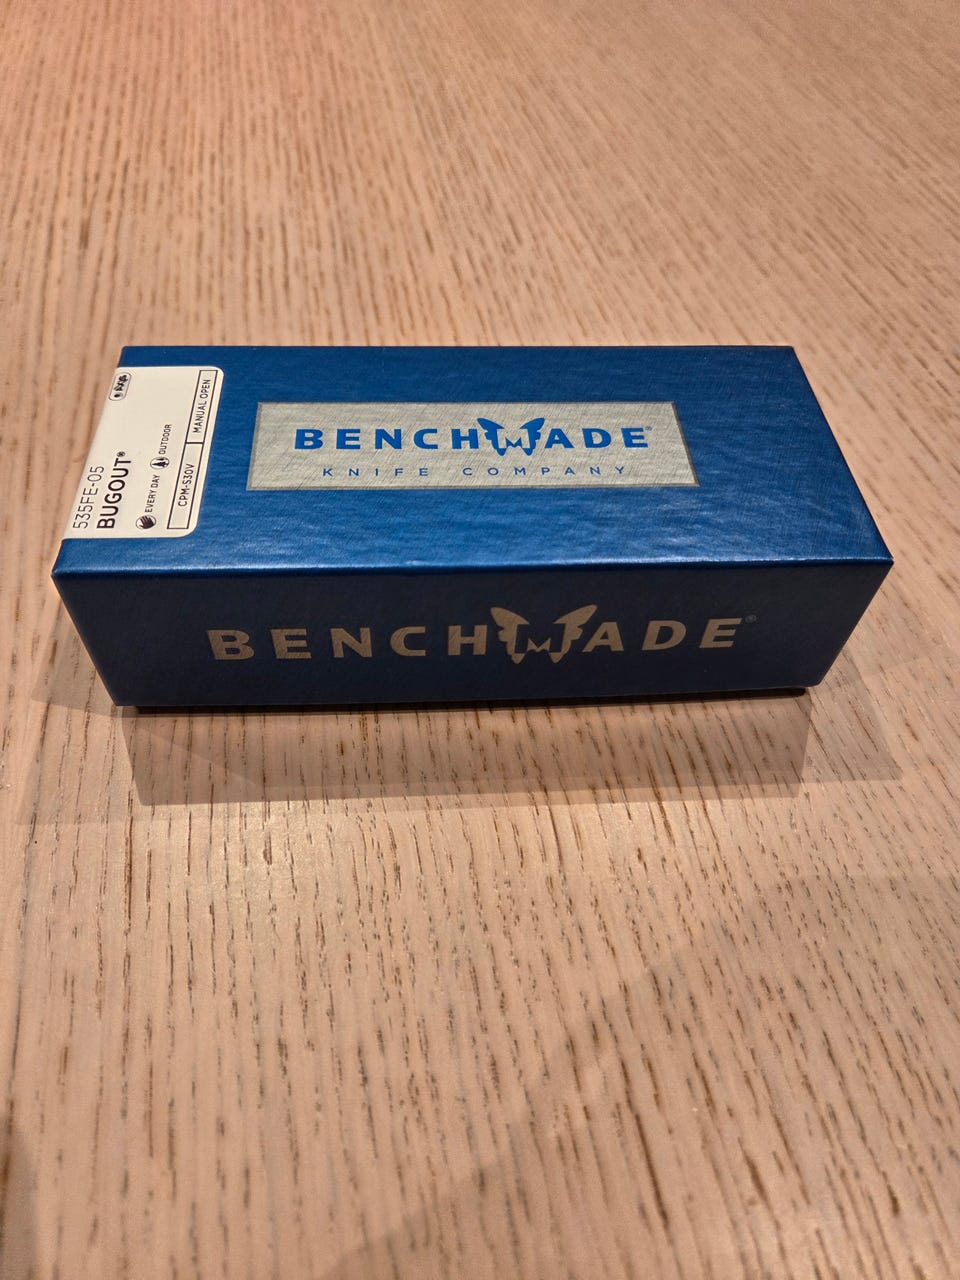 535FE-05
BUGOUT®
EVERY DAY OUTDOOR
CPM-S30V MANUAL OPEN
BENCHMADE®
KNIFE COMPANY
BENCHMADE®